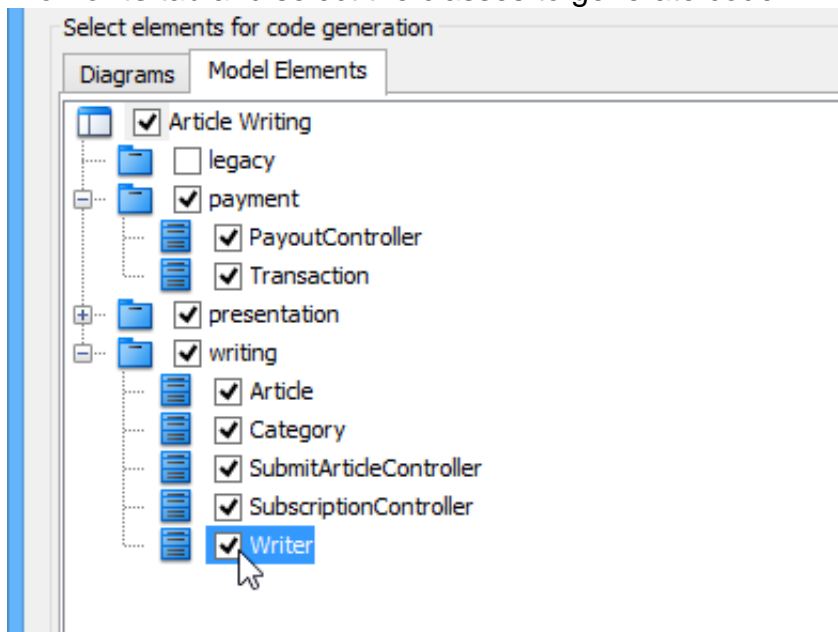 Select elements for code generation
Diagrams Model Elements
Article Writing
legacy
payment
PayoutController
Transaction
presentation
writing
Article
Category
SubmitArticleController
SubscriptionController
Writer